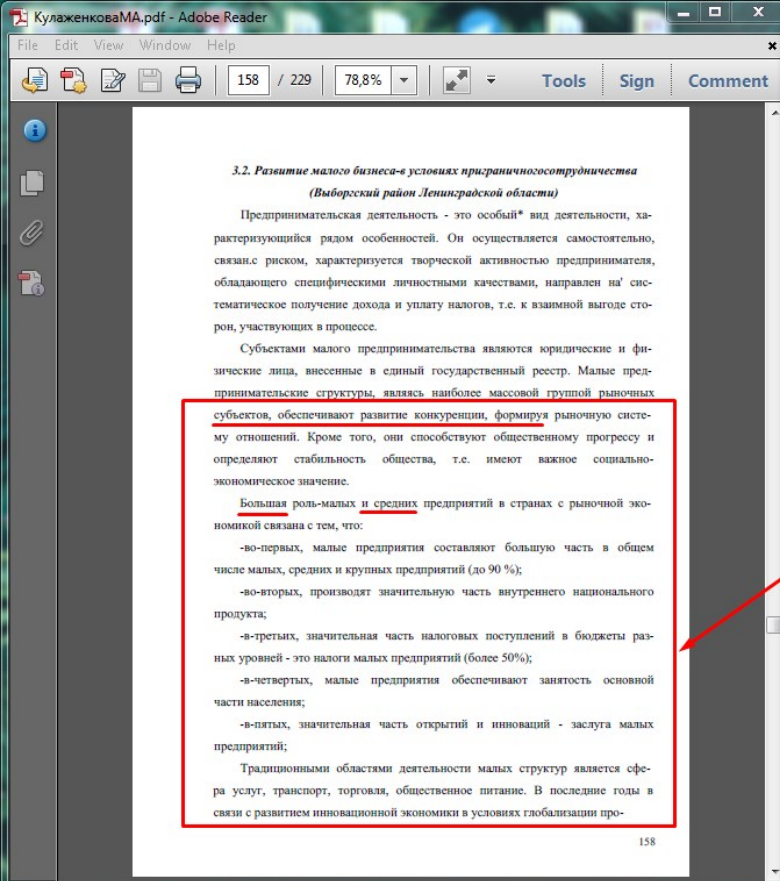 КулаженковаМА.pdf - Adobe Reader
File Edit View Window Help
158 / 229 78,8% Tools Sign Comment
3.2. Развитие малого бизнеса-в условиях приграничногосотрудничества
(Выборгский район Ленинградской области)
Предпринимательская деятельность - это особый* вид деятельности, ха-
рактеризующийся рядом особенностей. Он осуществляется самостоятельно,
связан.с риском, характеризуется творческой активностью предпринимателя,
обладающего специфическими личностными качествами, направлен на' сис-
тематическое получение дохода и уплату налогов, т.е. к взаимной выгоде сто-
рон, участвующих в процессе.
Субъектами малого предпринимательства являются юридические и фи-
зические лица, внесенные в единый государственный реестр. Малые пред-
принимательские структуры, являясь наиболее массовой группой рыночных
субъектов, обеспечивают развитие конкуренции, формируя рыночную систе-
му отношений. Кроме того, они способствуют общественному прогрессу и
определяют стабильность общества, т.е. имеют важное социально-
экономическое значение.
Большая роль-малых и средних предприятий в странах с рыночной эко-
номикой связана с тем, что:
-во-первых, малые предприятия составляют большую часть в общем
числе малых, средних и крупных предприятий (до 90 %);
-во-вторых, производят значительную часть внутреннего национального
продукта;
-в-третьих, значительная часть налоговых поступлений в бюджеты раз-
ных уровней - это налоги малых предприятий (более 50%);
-в-четвертых, малые предприятия обеспечивают занятость основной
части населения;
-в-пятых, значительная часть открытий и инноваций - заслуга малых
предприятий;
Традиционными областями деятельности малых структур является сфе-
ра услуг, транспорт, торговля, общественное питание. В последние годы в
связи с развитием инновационной экономики в условиях глобализации про-
158